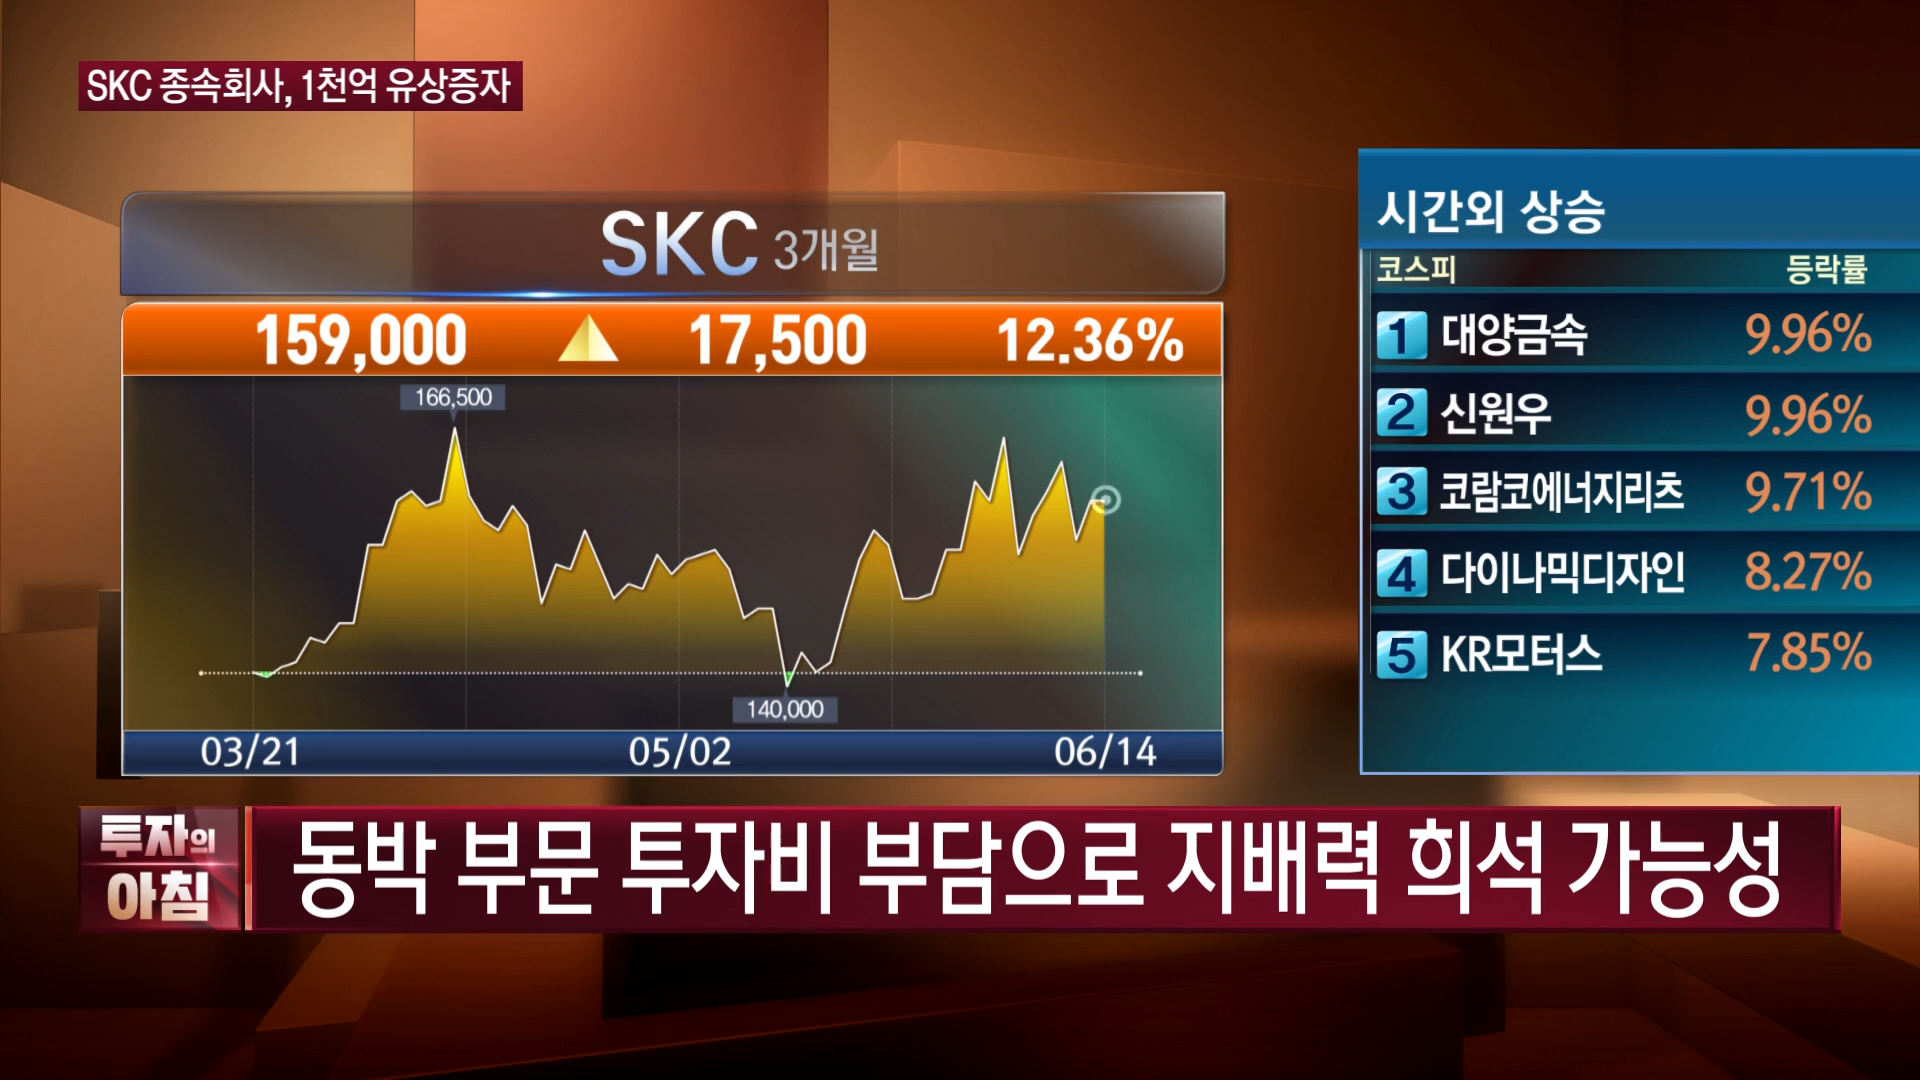 SKC 종속회사, 1천억 유상증자
SKC 3개월
159,000 ▲ 17,500 12.36%
166,500
140,000
03/21 05/02 06/14
시간외 상승
코스피 등락률
1 대양금속 9.96%
2 신원우 9.96%
3 코람코에너지리츠 9.71%
4 다이나믹디자인 8.27%
5 KR모터스 7.85%
투자의
아침
동박 부문 투자비 부담으로 지배력 희석 가능성